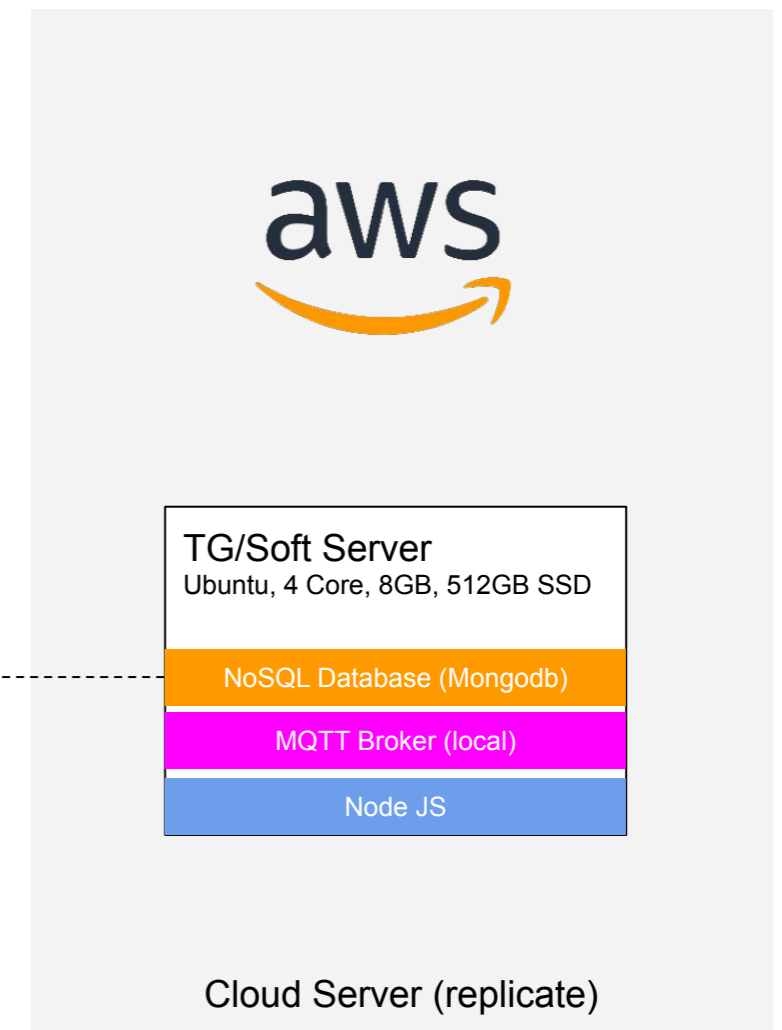 aws
TG/Soft Server
Ubuntu, 4 Core, 8GB, 512GB SSD
NoSQL Database (Mongodb)
MQTT Broker (local)
Node JS
Cloud Server (replicate)